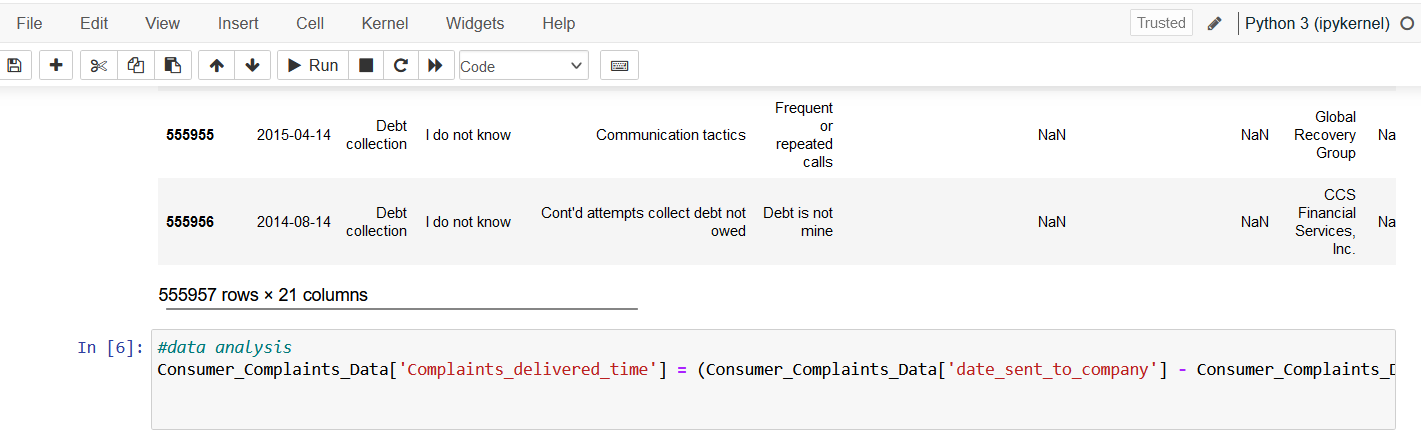 File Edit View Insert Cell Kernel Widgets Help Trusted Python 3 (ipykernel)
Run Code
555955 2015-04-14 Debt collection I do not know Communication tactics Frequent or repeated calls NaN NaN Global Recovery Group Na
555956 2014-08-14 Debt collection I do not know Cont'd attempts collect debt not owed Debt is not mine NaN NaN CCS Financial Services, Inc. Na
555957 rows × 21 columns
In [6]: #data analysis
Consumer_Complaints_Data['Complaints_delivered_time'] = (Consumer_Complaints_Data['date_sent_to_company'] - Consumer_Complaints_D